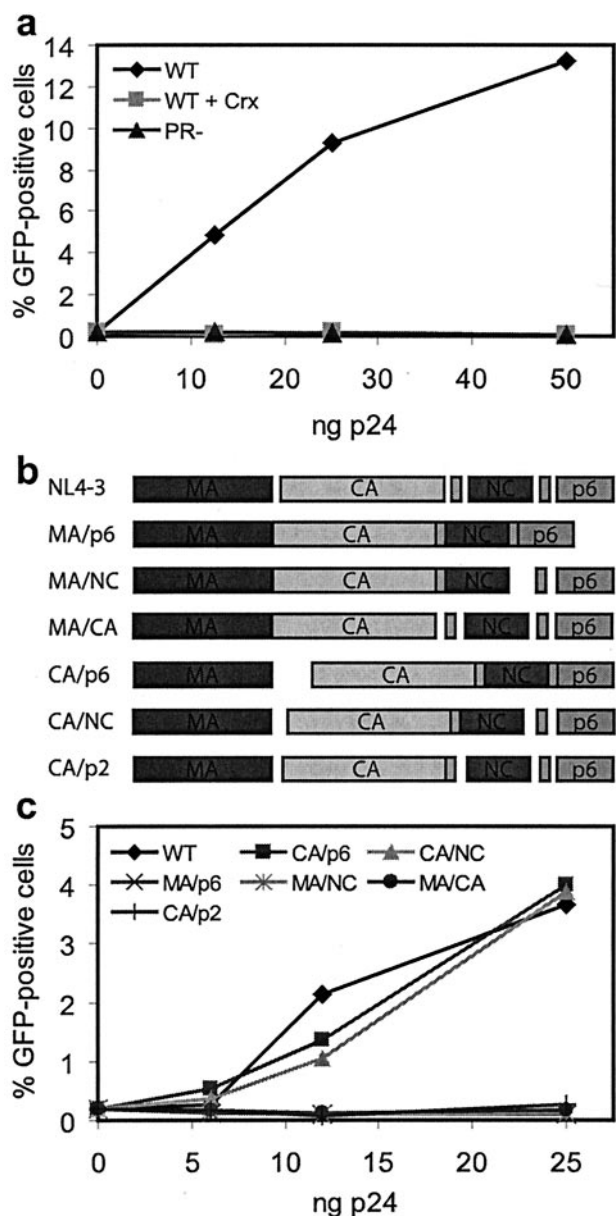 a
% GFP-positive cells
14
12
10
8
6
4
2
0
WT
WT + Crx
PR-
0 10 20 30 40 50
ng p24
b
NL4-3 MA CA NC p6
MA/p6 MA CA NC p6
MA/NC MA CA NC p6
MA/CA MA CA NC p6
CA/p6 MA CA NC p6
CA/NC MA CA NC p6
CA/p2 MA CA NC p6
c
% GFP-positive cells
5
4
3
2
1
0
WT CA/p6 CA/NC
MA/p6 MA/NC MA/CA
CA/p2
0 5 10 15 20 25
ng p24